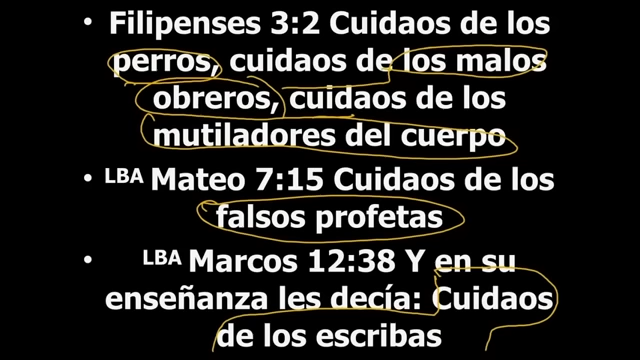 • Filipenses 3:2 Cuidaos de los
perros, cuidaos de los malos
obreros, cuidaos de los
mutiladores del cuerpo
• LBA Mateo 7:15 Cuidaos de los
falsos profetas
• LBA Marcos 12:38 Y en su
enseñanza les decía: Cuidaos
de los escribas